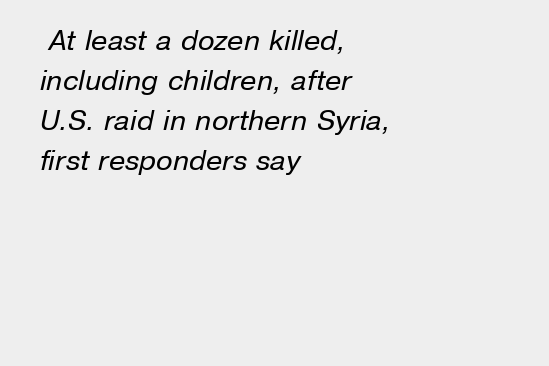 At least a dozen killed,
including children, after
U.S. raid in northern Syria,
first responders say